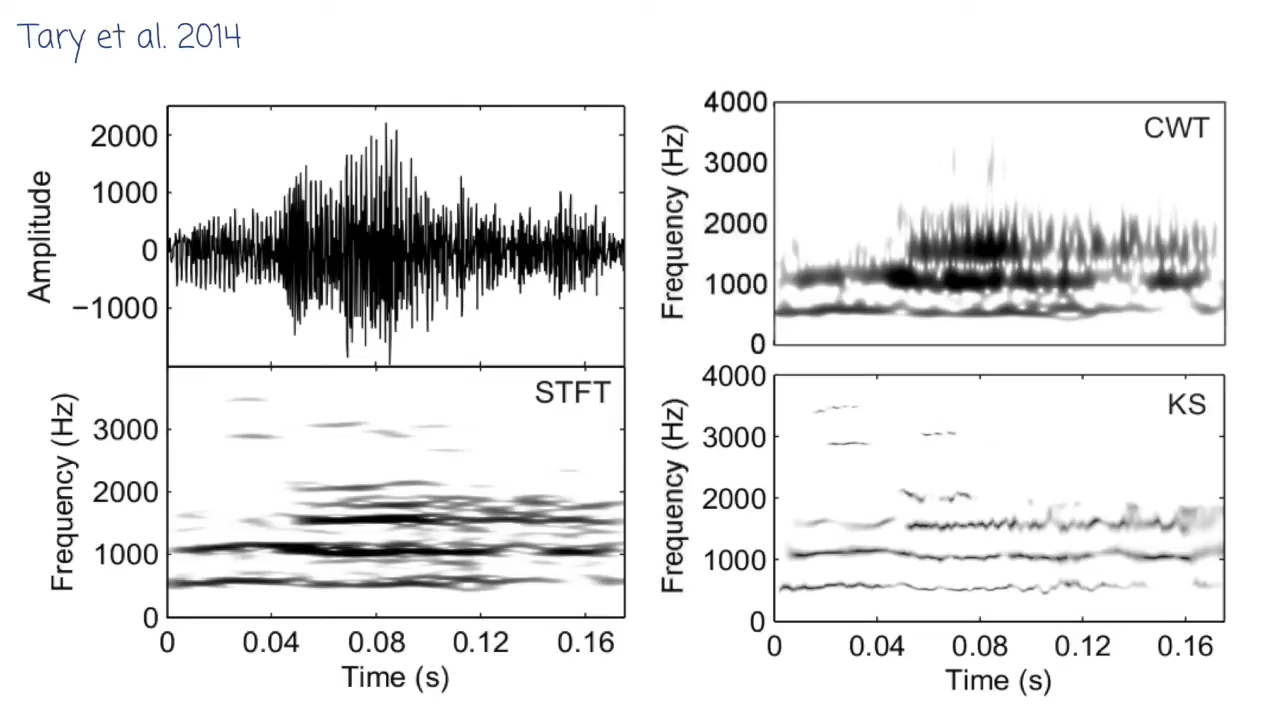 Tary et al. 2014
Amplitude
2000
1000
0
−1000
STFT
Frequency (Hz)
3000
2000
1000
0
0 0.04 0.08 0.12 0.16
Time (s)
CWT
Frequency (Hz)
4000
3000
2000
1000
0
KS
Frequency (Hz)
4000
3000
2000
1000
0
0 0.04 0.08 0.12 0.16
Time (s)